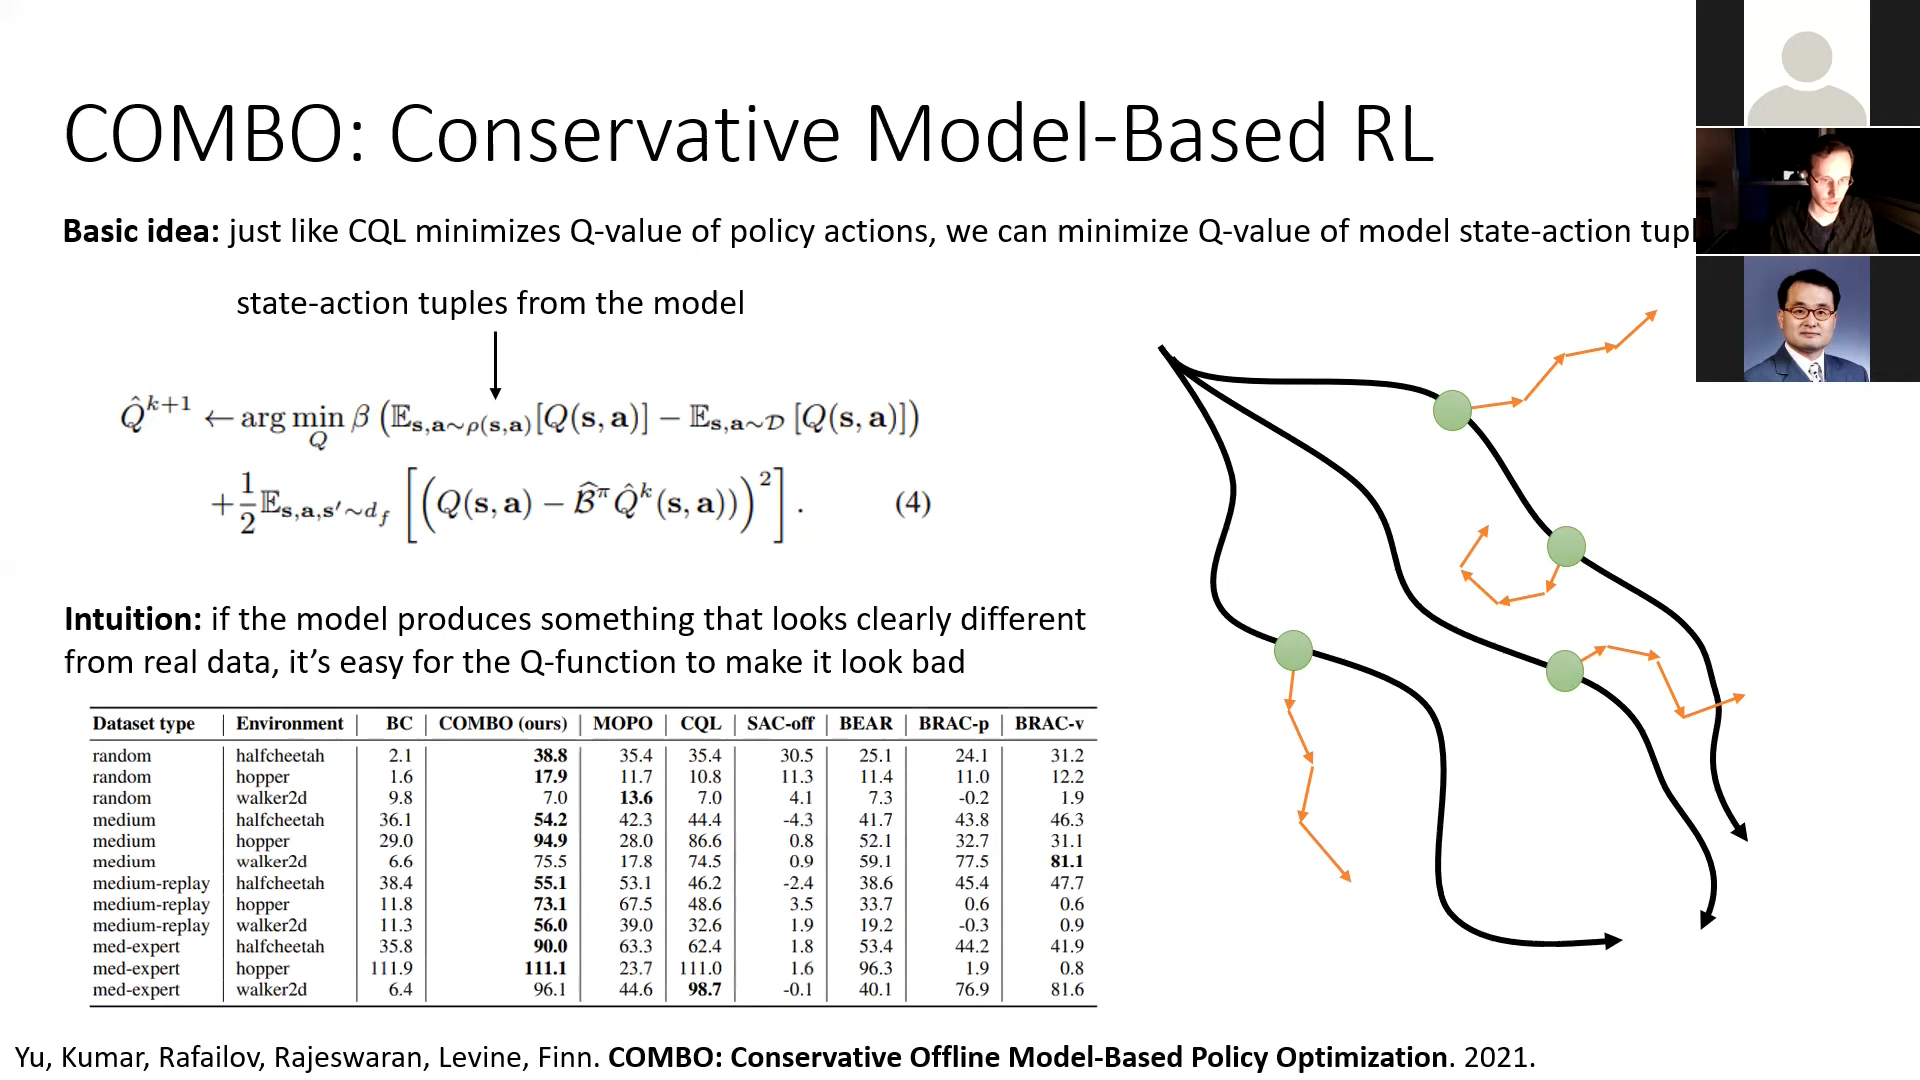 COMBO: Conservative Model-Based RL
Basic idea: just like CQL minimizes Q-value of policy actions, we can minimize Q-value of model state-action
state-action tuples from the model
Q̂^{k+1} ← arg min_Q β (𝔼_{s,a∼ρ(s,a)}[Q(s, a)] − 𝔼_{s,a∼𝒟} [Q(s, a)])
+ 1/2 𝔼_{s,a,s′∼d_f} [(Q(s, a) − 𝓑̂^π Q̂^k(s, a)))^2] . (4)
Intuition: if the model produces something that looks clearly different
from real data, it’s easy for the Q-function to make it look bad
Dataset type | Environment | BC | COMBO (ours) | MOPO | CQL | SAC-off | BEAR | BRAC-p | BRAC-v
random | halfcheetah | 2.1 | 38.8 | 35.4 | 35.4 | 30.5 | 25.1 | 24.1 | 31.2
random | hopper | 1.6 | 17.9 | 11.7 | 10.8 | 11.3 | 11.4 | 11.0 | 12.2
random | walker2d | 9.8 | 7.0 | 13.6 | 7.0 | 4.1 | 7.3 | -0.2 | 1.9
medium | halfcheetah | 36.1 | 54.2 | 42.3 | 44.4 | -4.3 | 41.7 | 43.8 | 46.3
medium | hopper | 29.0 | 94.9 | 28.0 | 86.6 | 0.8 | 52.1 | 32.7 | 31.1
medium | walker2d | 6.6 | 75.5 | 17.8 | 74.5 | 0.9 | 59.1 | 77.5 | 81.1
medium-replay | halfcheetah | 38.4 | 55.1 | 53.1 | 46.2 | -2.4 | 38.6 | 45.4 | 47.7
medium-replay | hopper | 11.8 | 73.1 | 67.5 | 48.6 | 3.5 | 33.7 | 0.6 | 0.6
medium-replay | walker2d | 11.3 | 56.0 | 39.0 | 32.6 | 1.9 | 19.2 | -0.3 | 0.9
med-expert | halfcheetah | 35.8 | 90.0 | 63.3 | 62.4 | 1.8 | 53.4 | 44.2 | 41.9
med-expert | hopper | 111.9 | 111.1 | 23.7 | 111.0 | 1.6 | 96.3 | 1.9 | 0.8
med-expert | walker2d | 6.4 | 96.1 | 44.6 | 98.7 | -0.1 | 40.1 | 76.9 | 81.6
Yu, Kumar, Rafailov, Rajeswaran, Levine, Finn. COMBO: Conservative Offline Model-Based Policy Optimization. 2021.